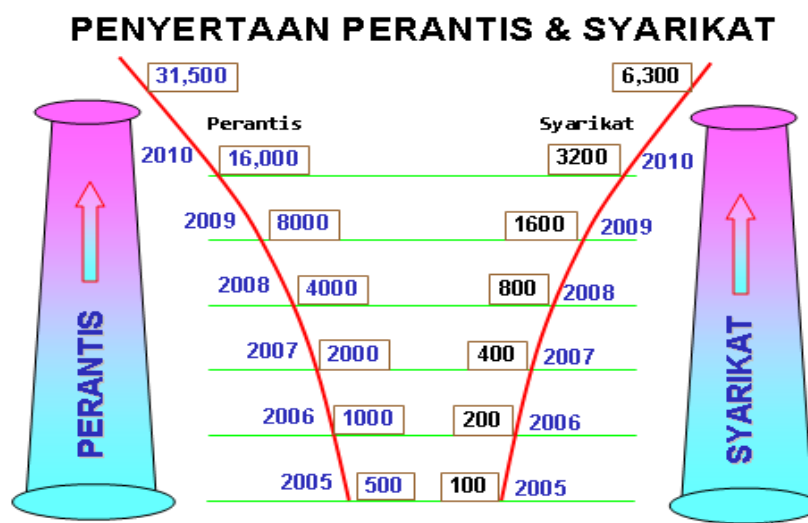 PENYERTAAN PERANTIS & SYARIKAT
31,500 6,300
Perantis Syarikat
2010 16,000 3200 2010
2009 8000 1600 2009
2008 4000 800 2008
2007 2000 400 2007
2006 1000 200 2006
2005 500 100 2005
PERANTIS
SYARIKAT